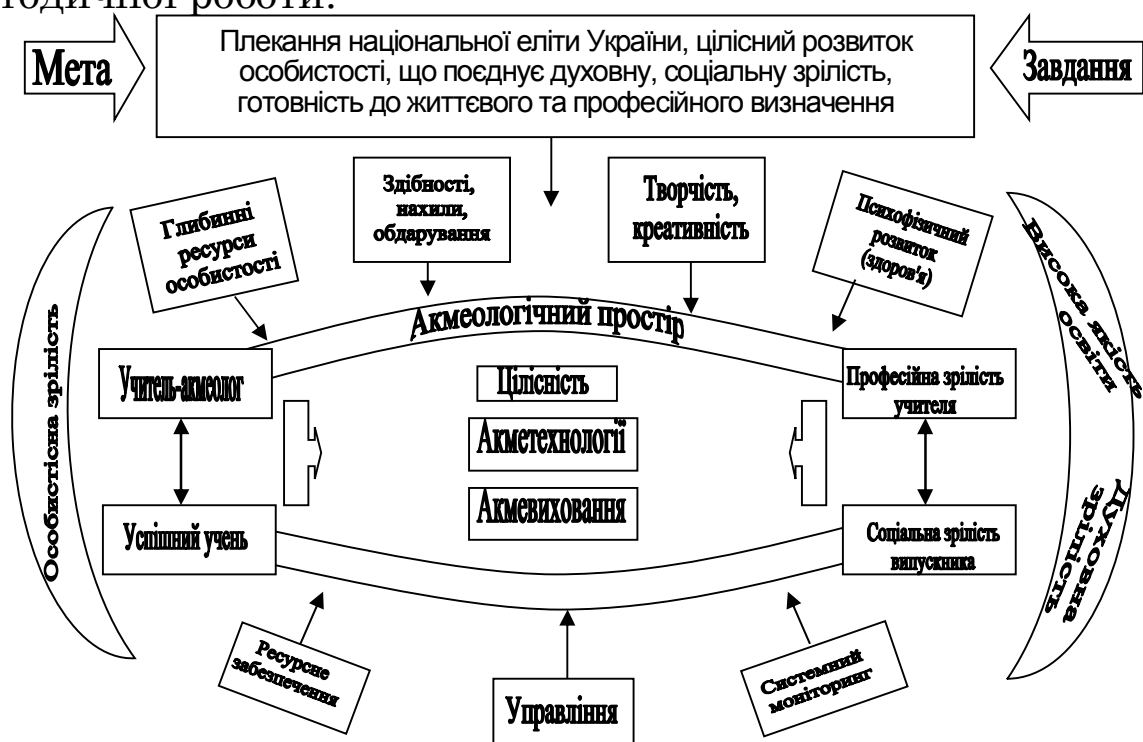 тодичної роботи.
Мета
Плекання національної еліти України, цілісний розвиток
особистості, що поєднує духовну, соціальну зрілість,
готовність до життєвого та професійного визначення
Завдання
Глибинні
ресурси
особистості
Здібності,
нахили,
обдарування
Творчість,
креативність
Психофізичний
розвиток
(здоров'я)
Особистісна зрілість
Висока якість
освіти
Духовна
зрілість
Акмеологічний простір
Учитель-акмеолог
Цілісність
Професійна зрілість
учителя
Акметехнології
Акмевиховання
Успішний учень
Соціальна зрілість
випускника
Ресурсне
забезпечення
Управління
Системний
моніторинг